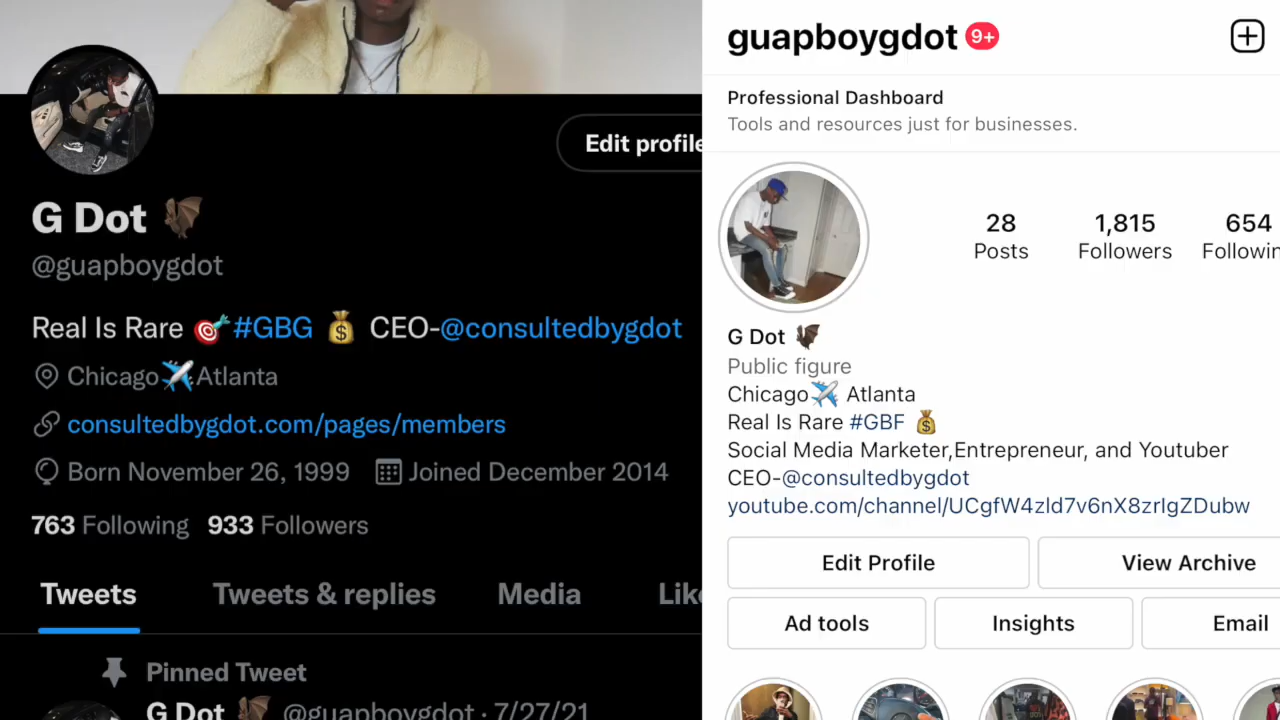 Edit profile
G Dot 🦇
@guapboygdot
Real Is Rare 🎯#GBG 💰 CEO-@consultedbygdot
Chicago✈️Atlanta
consultedbygdot.com/pages/members
Born November 26, 1999 Joined December 2014
763 Following 933 Followers
Tweets Tweets & replies Media Like
Pinned Tweet
G Dot 🦇 @guapboygdot · 7/27/21
guapboygdot 9+
Professional Dashboard
Tools and resources just for businesses.
28 1,815 654
Posts Followers Followin
G Dot 🦇
Public figure
Chicago✈️ Atlanta
Real Is Rare #GBF 💰
Social Media Marketer,Entrepreneur, and Youtuber
CEO-@consultedbygdot
youtube.com/channel/UCgfW4zld7v6nX8zrIgZDubw
Edit Profile View Archive
Ad tools Insights Email